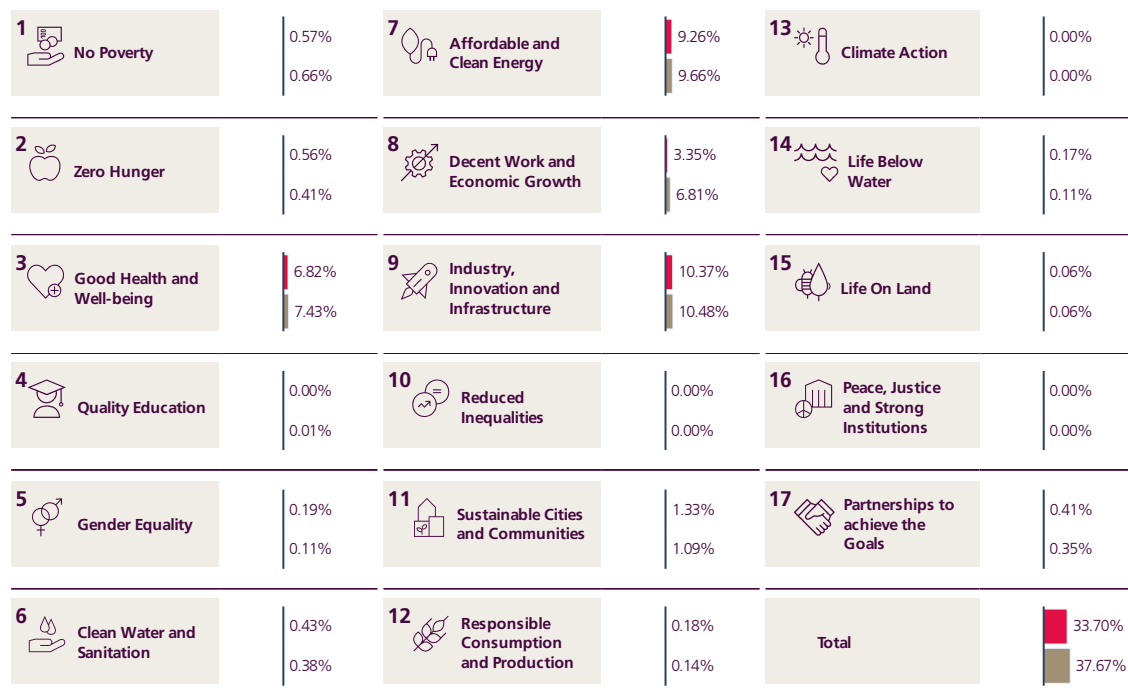 1
No Poverty
0.57%
0.66%
2
Zero Hunger
0.56%
0.41%
3
Good Health and
Well-being
6.82%
7.43%
4
Quality Education
0.00%
0.01%
5
Gender Equality
0.19%
0.11%
6
Clean Water and
Sanitation
0.43%
0.38%
7
Affordable and
Clean Energy
9.26%
9.66%
8
Decent Work and
Economic Growth
3.35%
6.81%
9
Industry,
Innovation and
Infrastructure
10.37%
10.48%
10
Reduced
Inequalities
0.00%
0.00%
11
Sustainable Cities
and Communities
1.33%
1.09%
12
Responsible
Consumption
and Production
0.18%
0.14%
13
Climate Action
0.00%
0.00%
14
Life Below
Water
0.17%
0.11%
15
Life On Land
0.06%
0.06%
16
Peace, Justice
and Strong
Institutions
0.00%
0.00%
17
Partnerships to
achieve the
Goals
0.41%
0.35%
Total
33.70%
37.67%